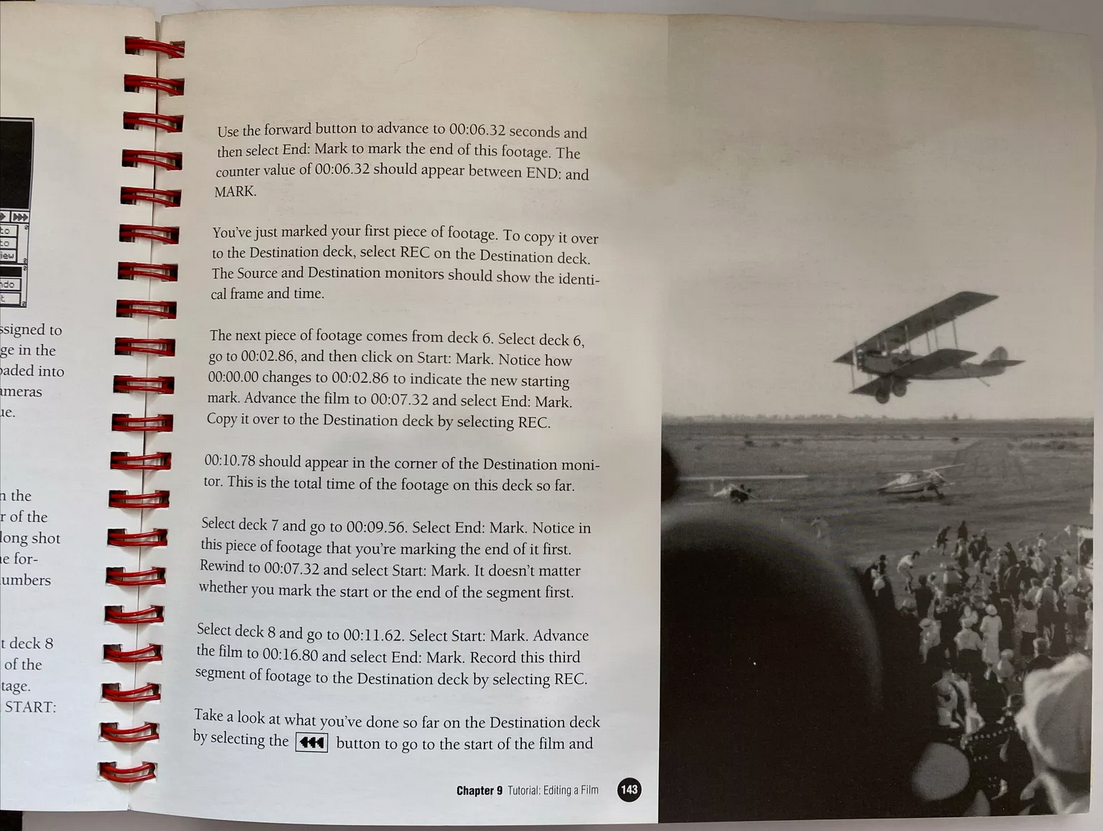 to
to
iew
ndo
t
ssigned to
ge in the
oaded into
ameras
ue.
n the
r of the
long shot
e for-
umbers
t deck 8
of the
tage.
START:
Use the forward button to advance to 00:06.32 seconds and
then select End: Mark to mark the end of this footage. The
counter value of 00:06.32 should appear between END: and
MARK.
You've just marked your first piece of footage. To copy it over
to the Destination deck, select REC on the Destination deck.
The Source and Destination monitors should show the identi-
cal frame and time.
The next piece of footage comes from deck 6. Select deck 6,
go to 00:02.86, and then click on Start: Mark. Notice how
00:00.00 changes to 00:02.86 to indicate the new starting
mark. Advance the film to 00:07.32 and select End: Mark.
Copy it over to the Destination deck by selecting REC.
00:10.78 should appear in the corner of the Destination moni-
tor. This is the total time of the footage on this deck so far.
Select deck 7 and go to 00:09.56. Select End: Mark. Notice in
this piece of footage that you're marking the end of it first.
Rewind to 00:07.32 and select Start: Mark. It doesn't matter
whether you mark the start or the end of the segment first.
Select deck 8 and go to 00:11.62. Select Start: Mark. Advance
the film to 00:16.80 and select End: Mark. Record this third
segment of footage to the Destination deck by selecting REC.
Take a look at what you've done so far on the Destination deck
by selecting the button to go to the start of the film and
Chapter 9 Tutorial: Editing a Film 143